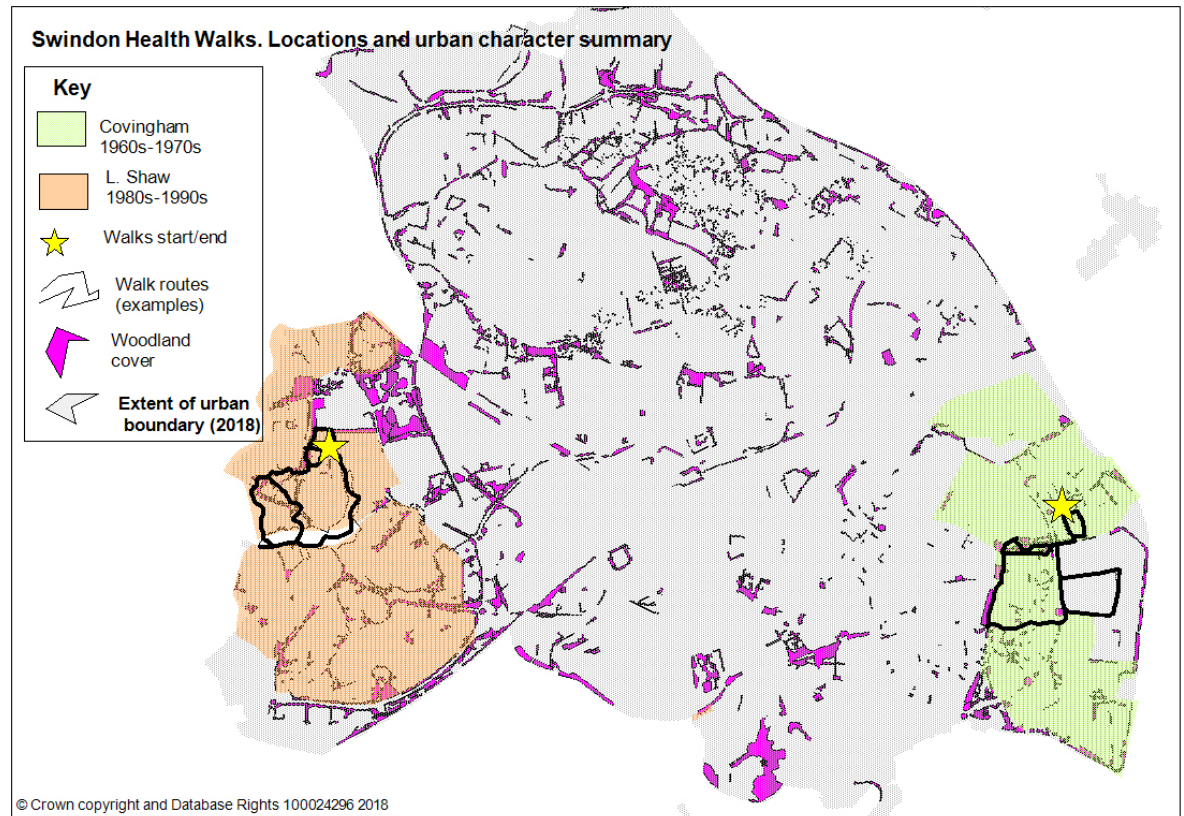 Swindon Health Walks. Locations and urban character summary
Key
Covingham
1960s-1970s
L. Shaw
1980s-1990s
Walks start/end
Walk routes
(examples)
Woodland
cover
Extent of urban
boundary (2018)
© Crown copyright and Database Rights 100024296 2018